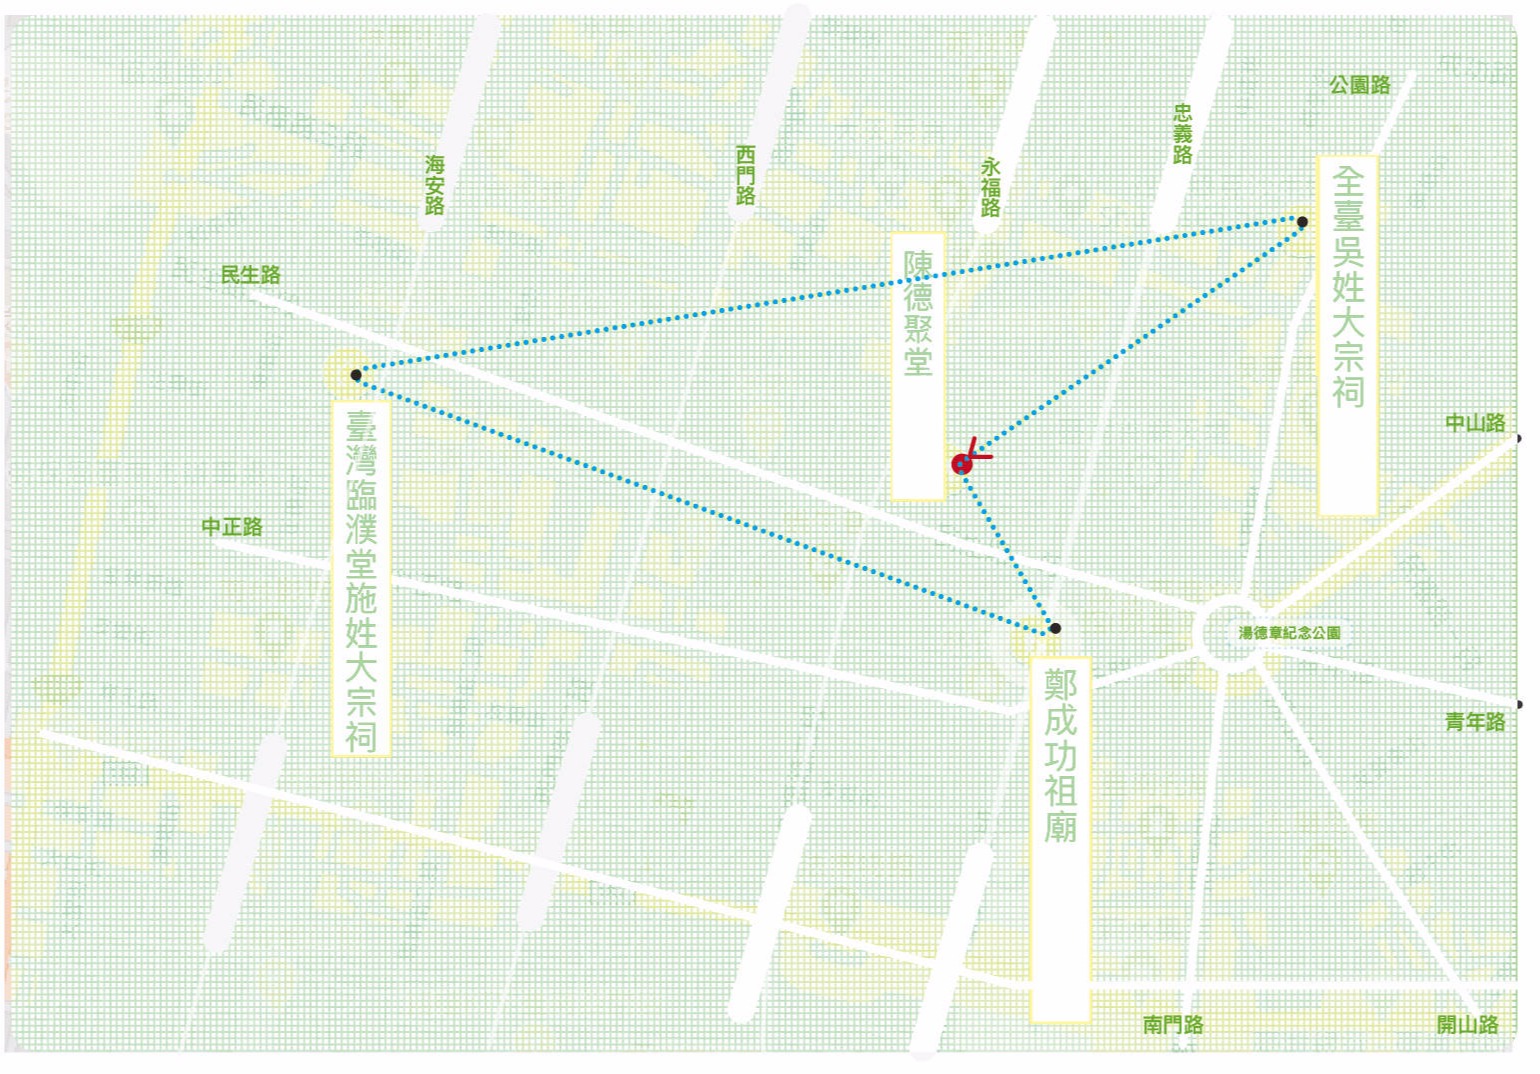 公園路
忠義路
海安路
西門路
永福路
全臺吳姓大宗祠
陳德聚堂
民生路
臺灣臨濮堂施姓大宗祠
中山路
中正路
湯德章紀念公園
鄭成功祖廟
青年路
南門路
開山路